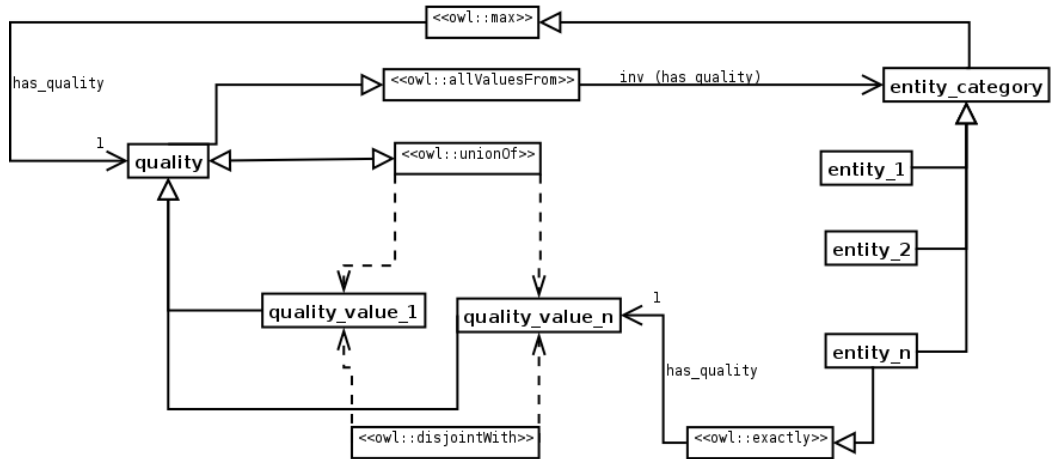 <<owl::max>>
has_quality
<<owl::allValuesFrom>>
inv (has quality)
entity_category
1
quality
<<owl::unionOf>>
entity_1
entity_2
quality_value_1
quality_value_n
1
entity_n
has_quality
<<owl::disjointWith>>
<<owl::exactly>>